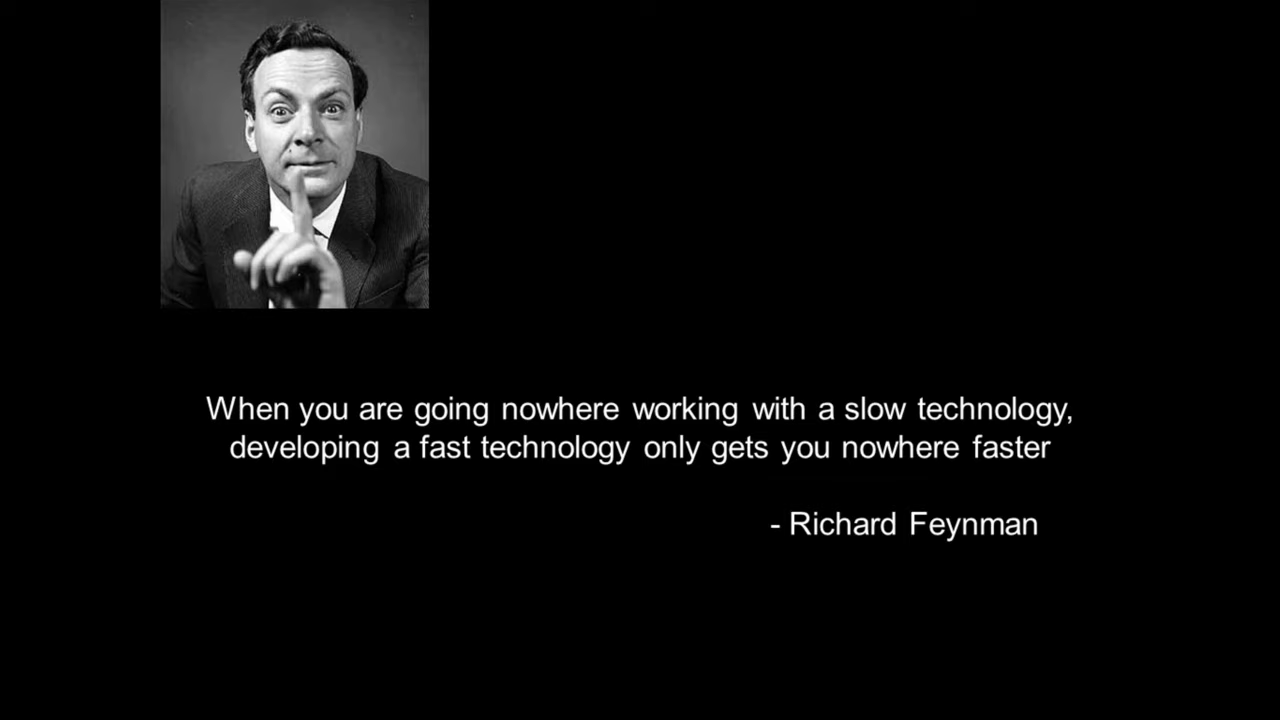 When you are going nowhere working with a slow technology,
developing a fast technology only gets you nowhere faster
- Richard Feynman